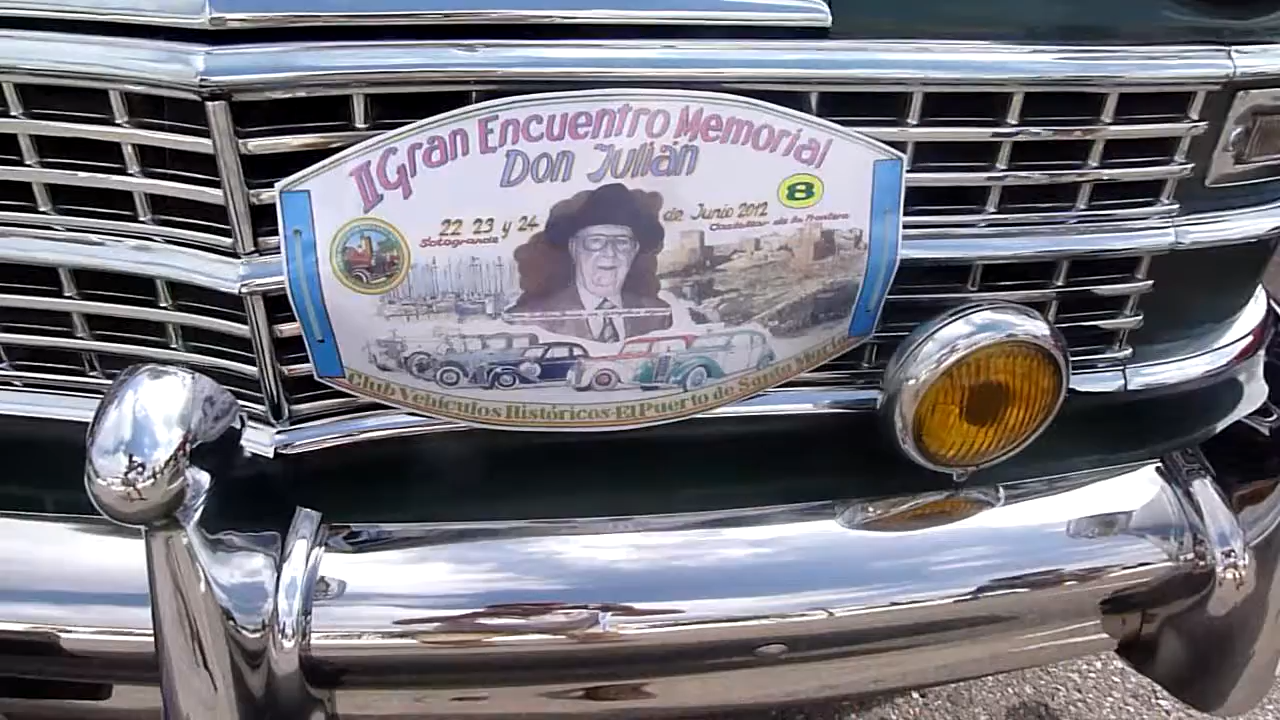 II Gran Encuentro Memorial
Don Julián
8
22 23 y 24 de Junio 2012
Sotogrande Castellar de la Frontera
Club Vehículos Históricos-El Puerto de Santa María